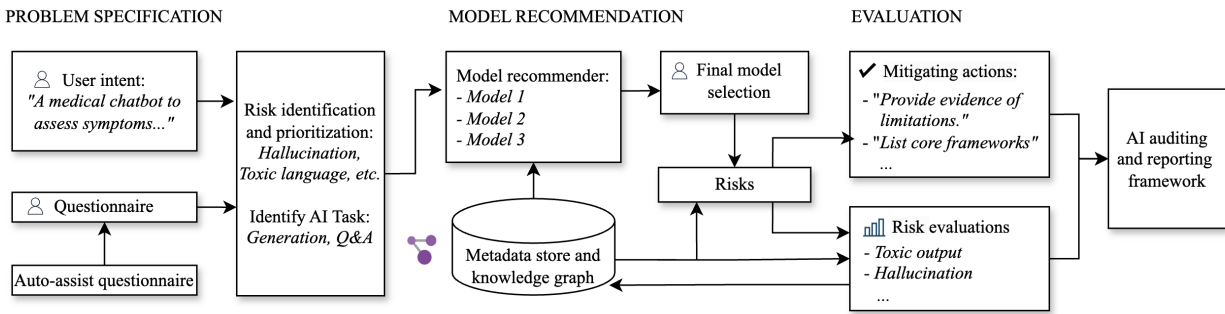 PROBLEM SPECIFICATION
MODEL RECOMMENDATION
EVALUATION
User intent:
"A medical chatbot to
assess symptoms..."
Questionnaire
Auto-assist questionnaire
Risk identification
and prioritization:
Hallucination,
Toxic language, etc.
Identify AI Task:
Generation, Q&A
Model recommender:
- Model 1
- Model 2
- Model 3
Final model
selection
Risks
Metadata store and
knowledge graph
Mitigating actions:
- "Provide evidence of
limitations."
- "List core frameworks"
...
Risk evaluations
- Toxic output
- Hallucination
...
AI auditing
and reporting
framework